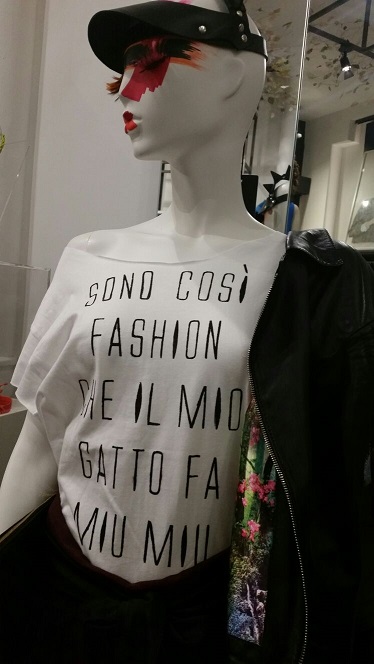 SONO COSÌ
FASHION
CHE IL MIO
GATTO FA
MIU MIU